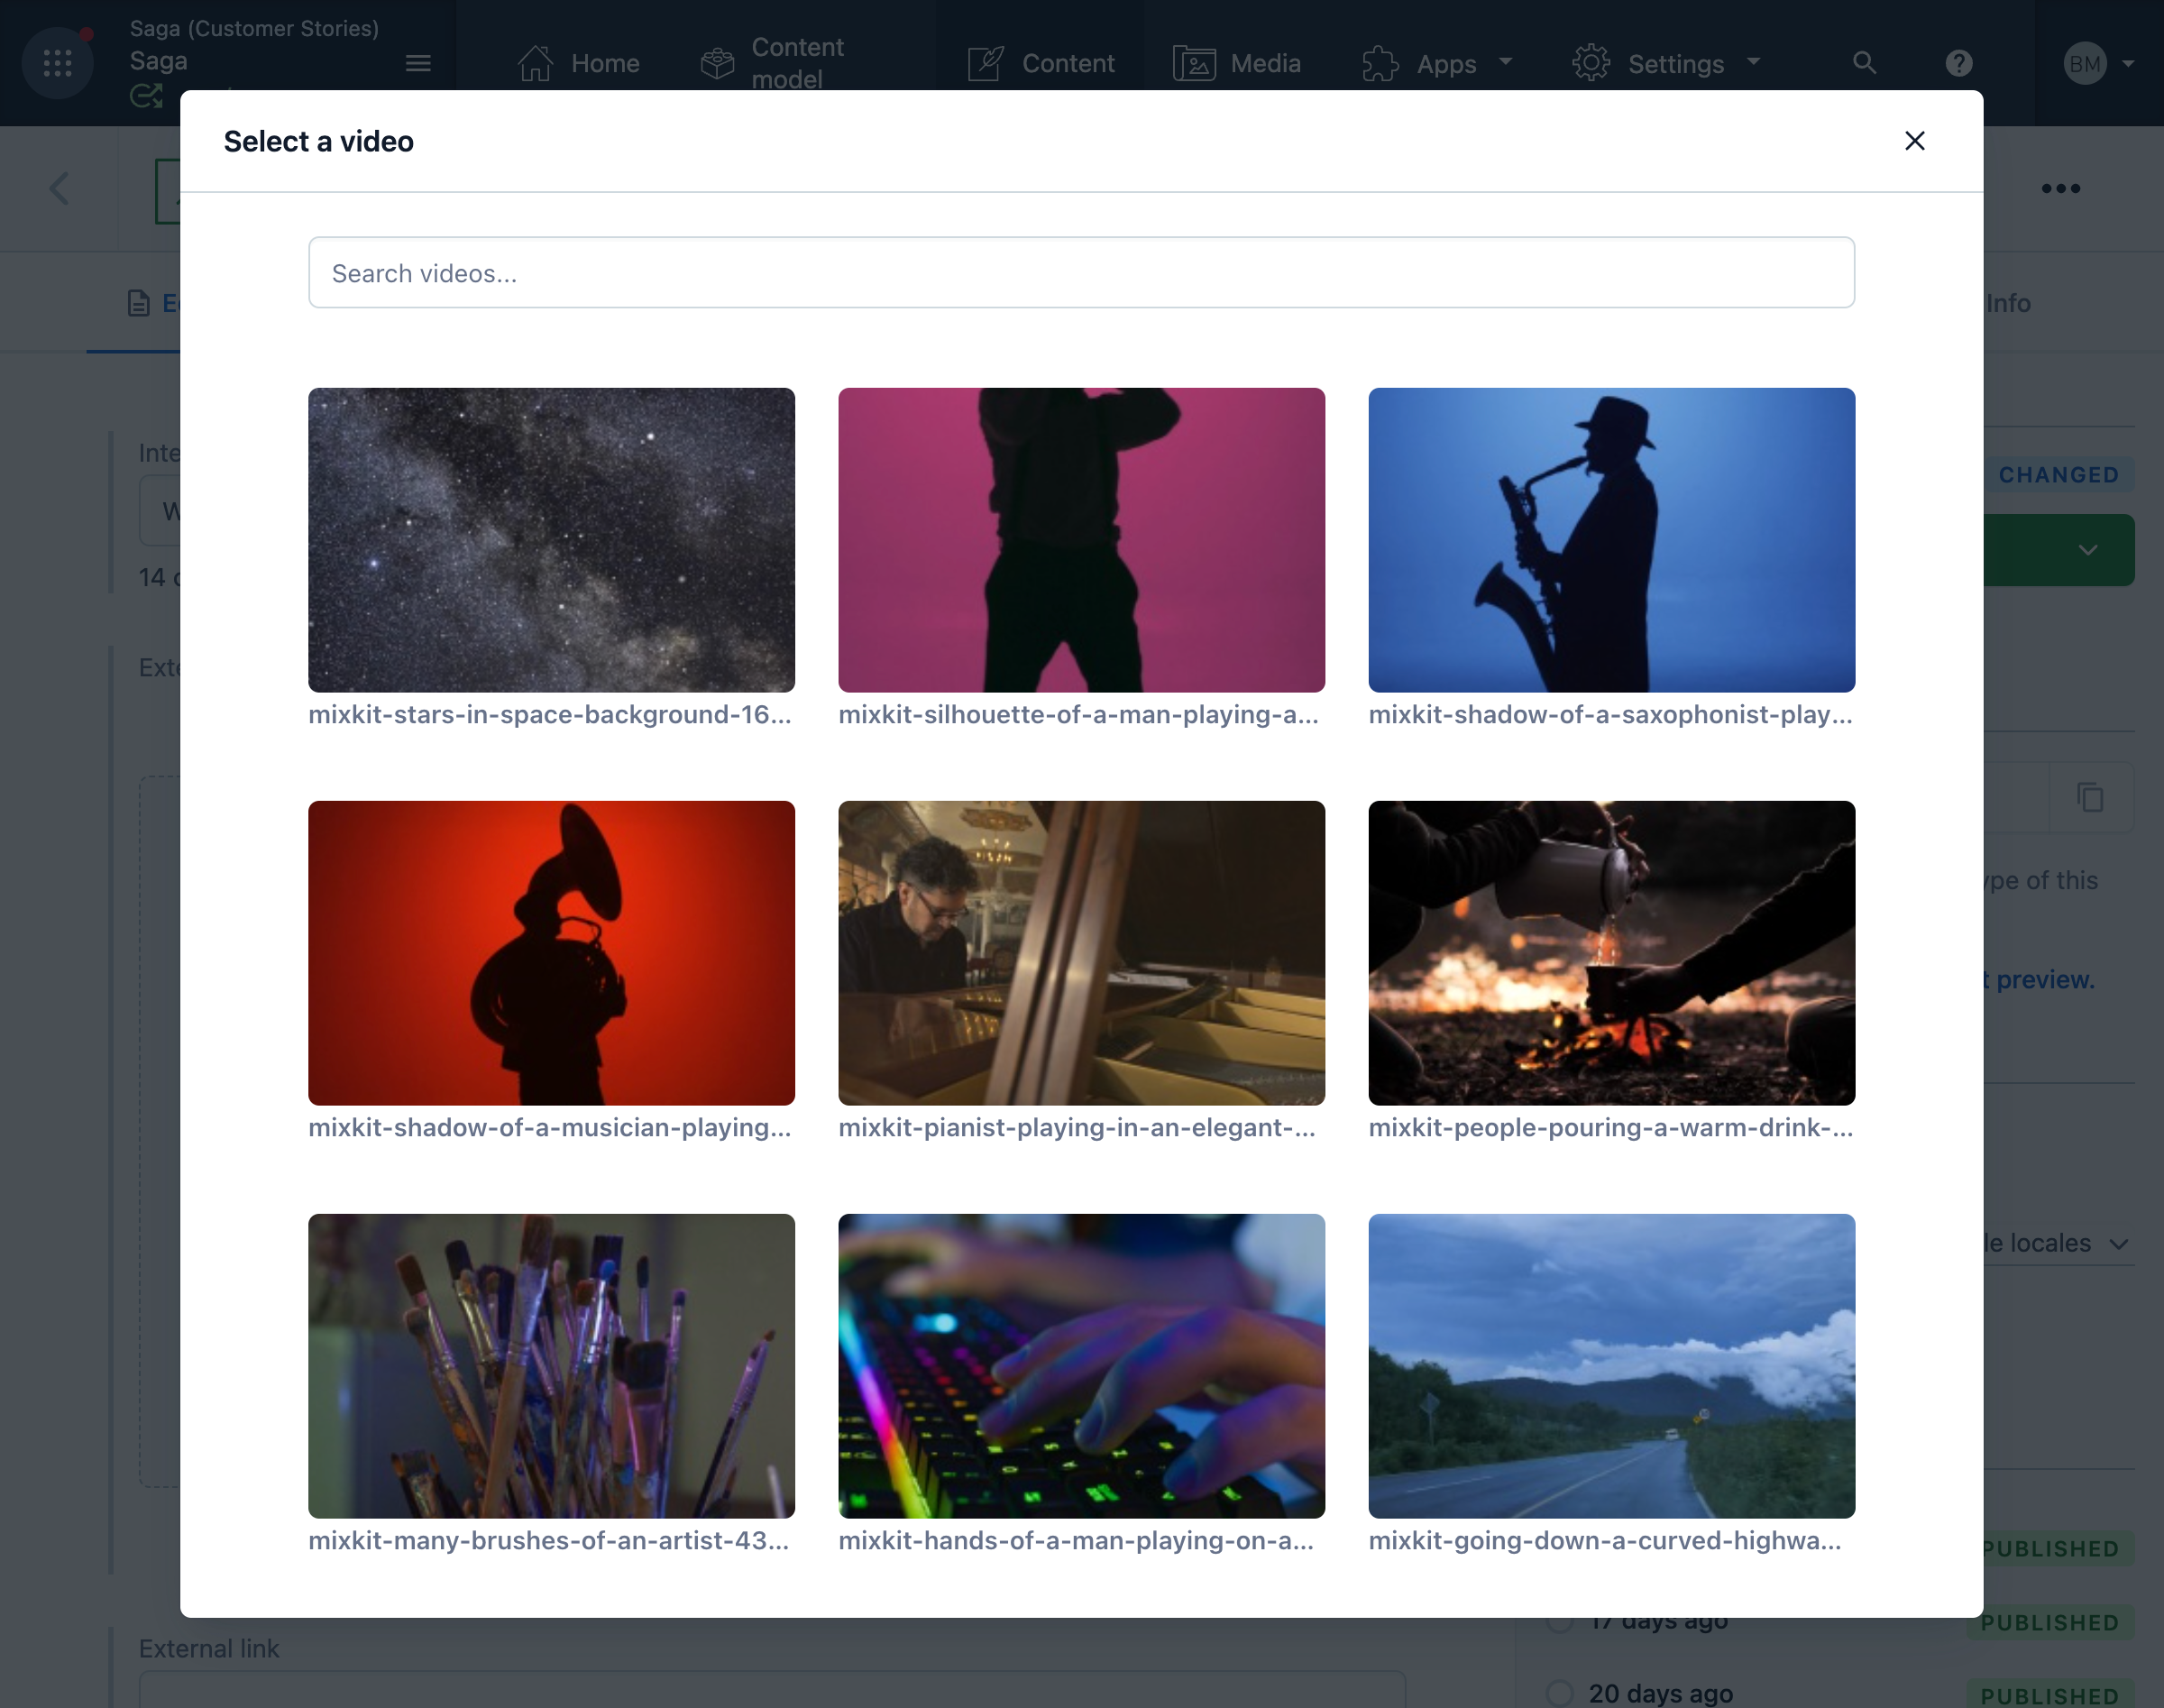 Saga (Customer Stories)
Saga
Home
Content
model
Content
Media
Apps
Settings
BM
Select a video
Search videos...
Info
CHANGED
14
mixkit-stars-in-space-background-16...
mixkit-silhouette-of-a-man-playing-a...
mixkit-shadow-of-a-saxophonist-play...
ype of this
t preview.
mixkit-shadow-of-a-musician-playing...
mixkit-pianist-playing-in-an-elegant-...
mixkit-people-pouring-a-warm-drink-...
le locales
mixkit-many-brushes-of-an-artist-43...
mixkit-hands-of-a-man-playing-on-a...
mixkit-going-down-a-curved-highwa...
PUBLISHED
17 days ago
PUBLISHED
External link
20 days ago
PUBLISHED